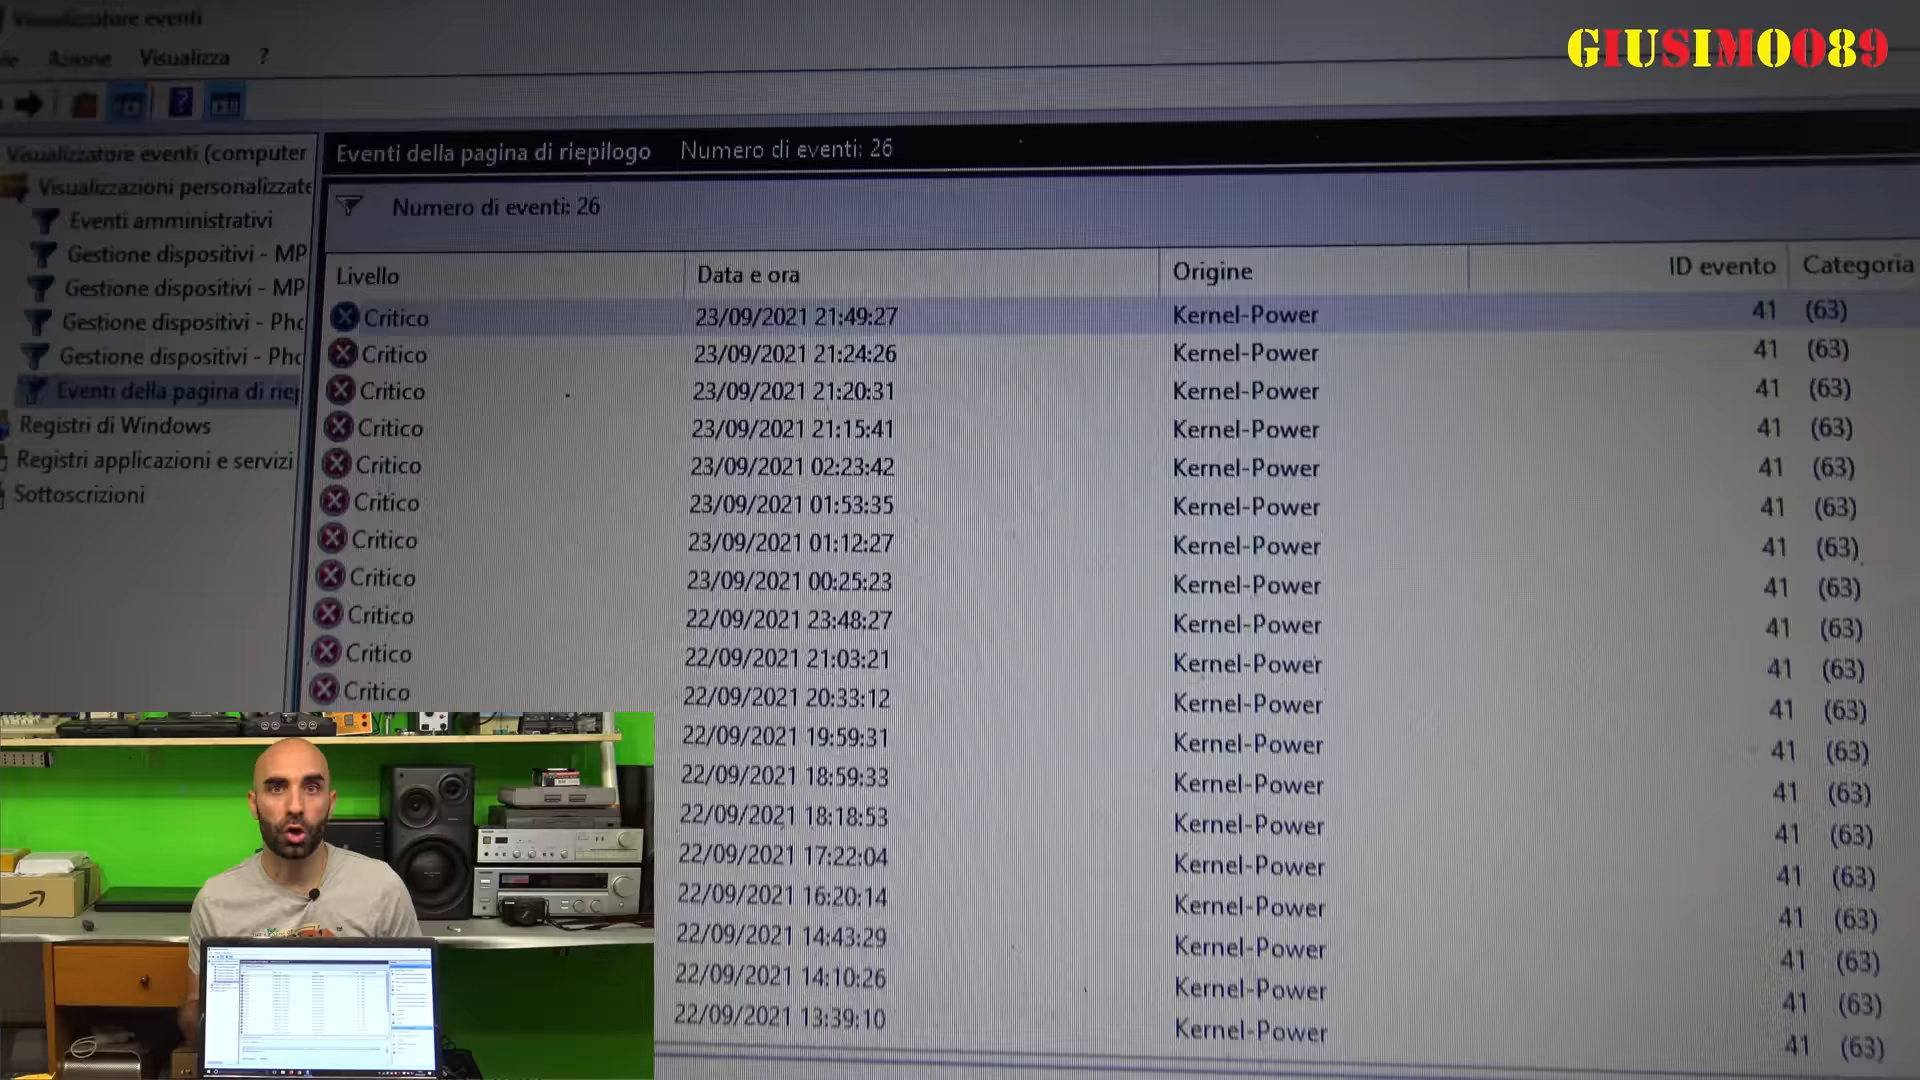 Visualizzatore eventi
Azione Visualizza ?
GIUSIM0089
Visualizzatore eventi (computer
Visualizzazioni personalizzate
Eventi amministrativi
Gestione dispositivi - MP
Gestione dispositivi - MP
Gestione dispositivi - Pho
Gestione dispositivi - Pho
Eventi della pagina di riep
Registri di Windows
Registri applicazioni e servizi
Sottoscrizioni
Eventi della pagina di riepilogo Numero di eventi: 26
Numero di eventi: 26
Livello Data e ora Origine ID evento Categoria
Critico 23/09/2021 21:49:27 Kernel-Power 41 (63)
Critico 23/09/2021 21:24:26 Kernel-Power 41 (63)
Critico 23/09/2021 21:20:31 Kernel-Power 41 (63)
Critico 23/09/2021 21:15:41 Kernel-Power 41 (63)
Critico 23/09/2021 02:23:42 Kernel-Power 41 (63)
Critico 23/09/2021 01:53:35 Kernel-Power 41 (63)
Critico 23/09/2021 01:12:27 Kernel-Power 41 (63)
Critico 23/09/2021 00:25:23 Kernel-Power 41 (63)
Critico 22/09/2021 23:48:27 Kernel-Power 41 (63)
Critico 22/09/2021 21:03:21 Kernel-Power 41 (63)
Critico 22/09/2021 20:33:12 Kernel-Power 41 (63)
22/09/2021 19:59:31 Kernel-Power 41 (63)
22/09/2021 18:59:33 Kernel-Power 41 (63)
22/09/2021 18:18:53 Kernel-Power 41 (63)
22/09/2021 17:22:04 Kernel-Power 41 (63)
22/09/2021 16:20:14 Kernel-Power 41 (63)
22/09/2021 14:43:29 Kernel-Power 41 (63)
22/09/2021 14:10:26 Kernel-Power 41 (63)
22/09/2021 13:39:10 Kernel-Power 41 (63)